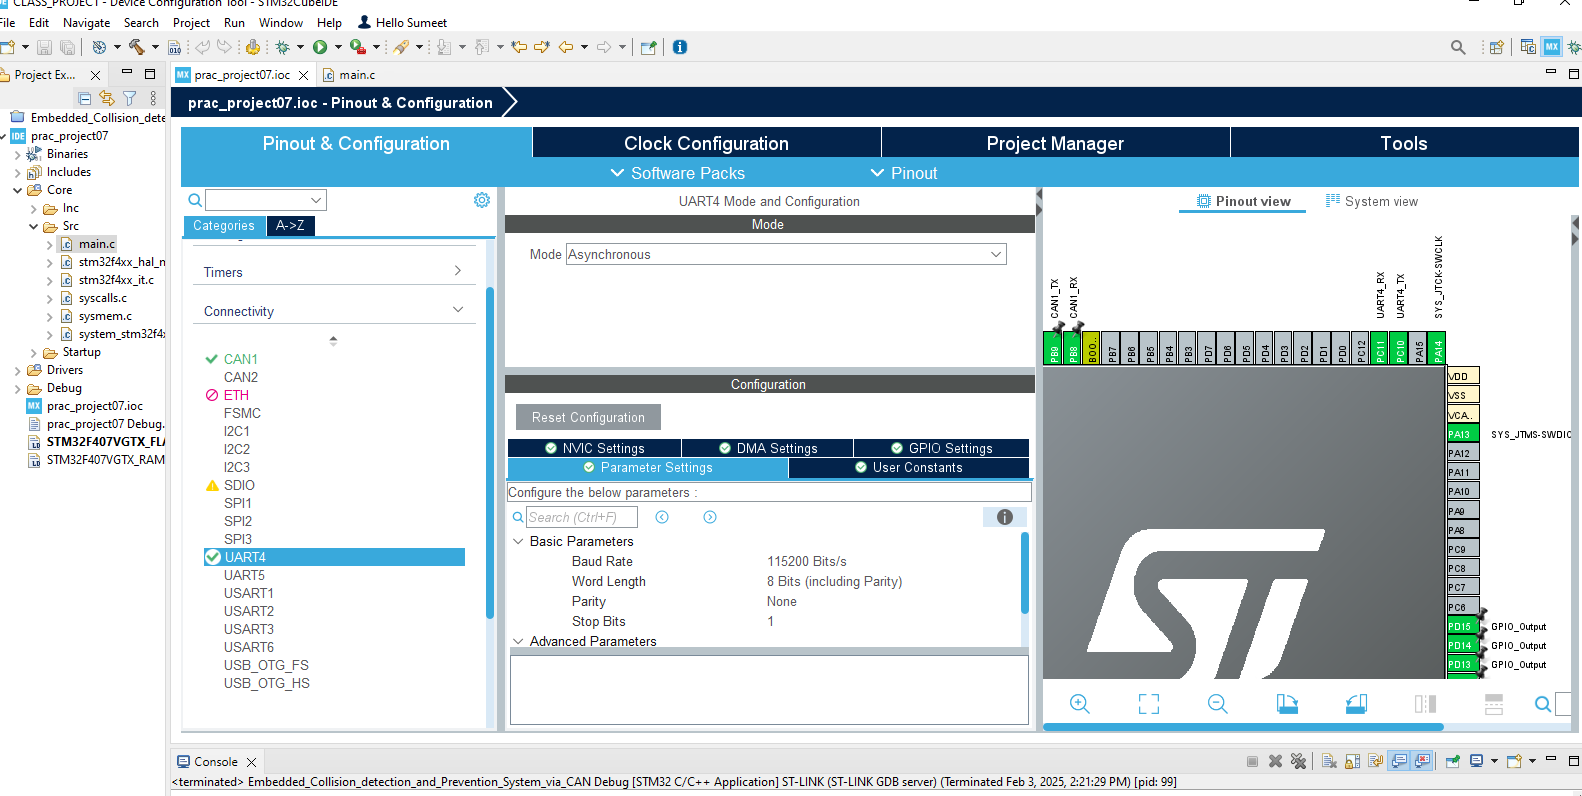 CLASS_PROJECT - Device Configuration Tool - STM32CubeIDE
File Edit Navigate Search Project Run Window Help Hello Sumeet
Project Ex...
prac_project07.ioc
main.c
prac_project07.ioc - Pinout & Configuration
Embedded_Collision_dete
IDE prac_project07
Binaries
Includes
Core
Inc
Src
main.c
stm32f4xx_hal_n
stm32f4xx_it.c
syscalls.c
sysmem.c
system_stm32f4x
Startup
Drivers
Debug
MX prac_project07.ioc
prac_project07 Debug.
STM32F407VGTX_FLA
STM32F407VGTX_RAM
Pinout & Configuration
Clock Configuration
Project Manager
Tools
Software Packs
Pinout
Categories
A->Z
Timers
Connectivity
CAN1
CAN2
ETH
FSMC
I2C1
I2C2
I2C3
SDIO
SPI1
SPI2
SPI3
UART4
UART5
USART1
USART2
USART3
USART6
USB_OTG_FS
USB_OTG_HS
UART4 Mode and Configuration
Mode
Mode Asynchronous
Configuration
Reset Configuration
NVIC Settings
DMA Settings
GPIO Settings
Parameter Settings
User Constants
Configure the below parameters :
Search (Ctrl+F)
Basic Parameters
Baud Rate 115200 Bits/s
Word Length 8 Bits (including Parity)
Parity None
Stop Bits 1
Advanced Parameters
Pinout view
System view
CAN1_TX
CAN1_RX
UART4_RX
UART4_TX
SYS_JTCK-SWCLK
PB9 PB8 BOO.. PB7 PB6 PB5 PB4 PB3 PD7 PD6 PD5 PD4 PD3 PD2 PD1 PD0 PC12 PC11 PC10 PA15 PA14
VDD
VSS
VCA..
PA13 SYS_JTMS-SWDIO
PA12
PA11
PA10
PA9
PA8
PC9
PC8
PC7
PC6
PD15 GPIO_Output
PD14 GPIO_Output
PD13 GPIO_Output
ST
Console
<terminated> Embedded_Collision_detection_and_Prevention_System_via_CAN Debug [STM32 C/C++ Application] ST-LINK (ST-LINK GDB server) (Terminated Feb 3, 2025, 2:21:29 PM) [pid: 99]